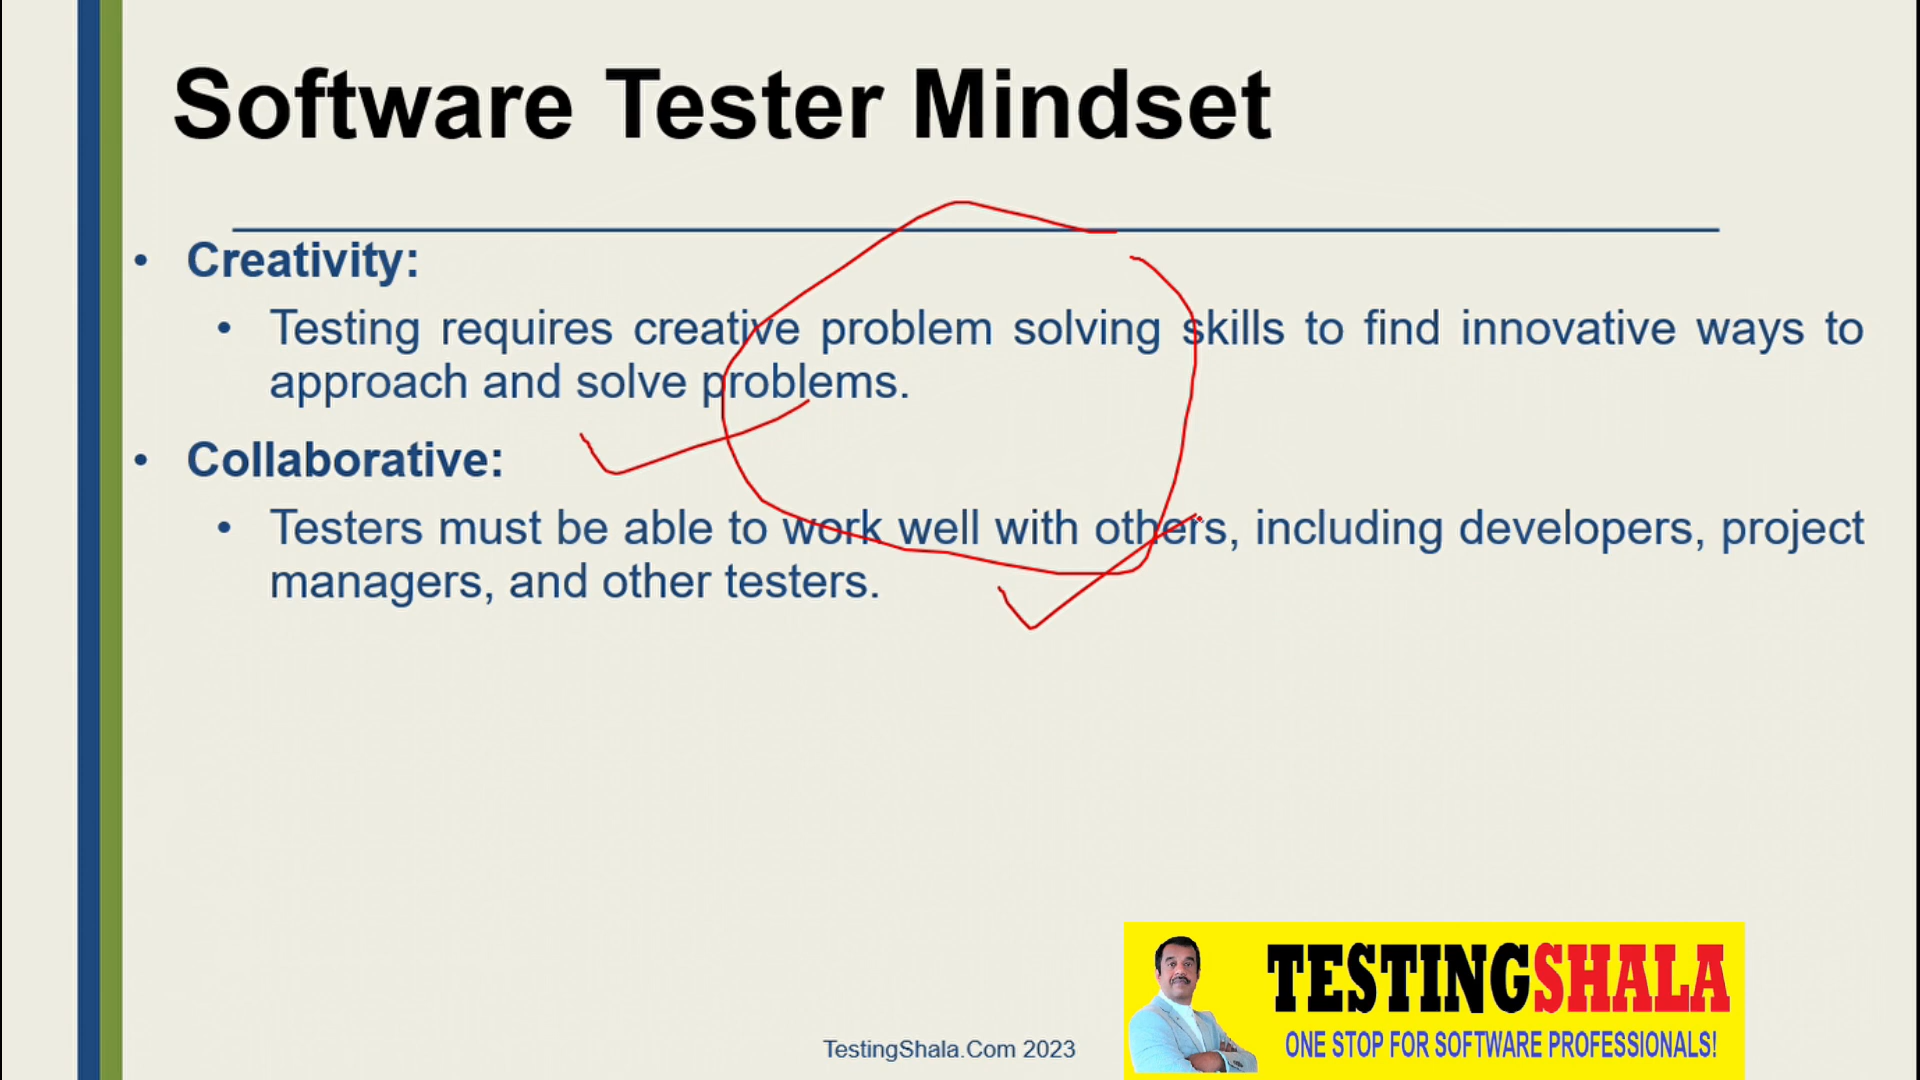 Software Tester Mindset
• Creativity:
• Testing requires creative problem solving skills to find innovative ways to
approach and solve problems.
• Collaborative:
• Testers must be able to work well with others, including developers, project
managers, and other testers.
TESTINGSHALA
ONE STOP FOR SOFTWARE PROFESSIONALS!
TestingShala.Com 2023